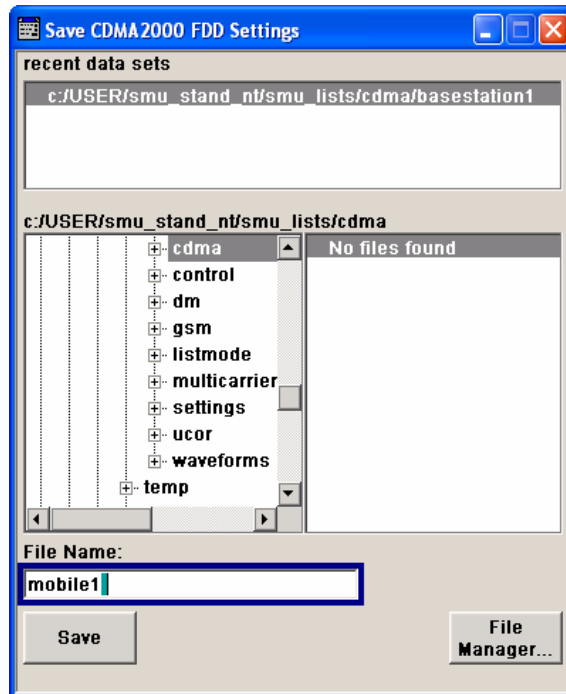 Save CDMA2000 FDD Settings
recent data sets
c:/USER/smu_stand_nt/smu_lists/cdma/basestation1
c:/USER/smu_stand_nt/smu_lists/cdma
cdma
control
dm
gsm
listmode
multicarrier
settings
ucor
waveforms
temp
No files found
File Name:
mobile1
Save
File
Manager...